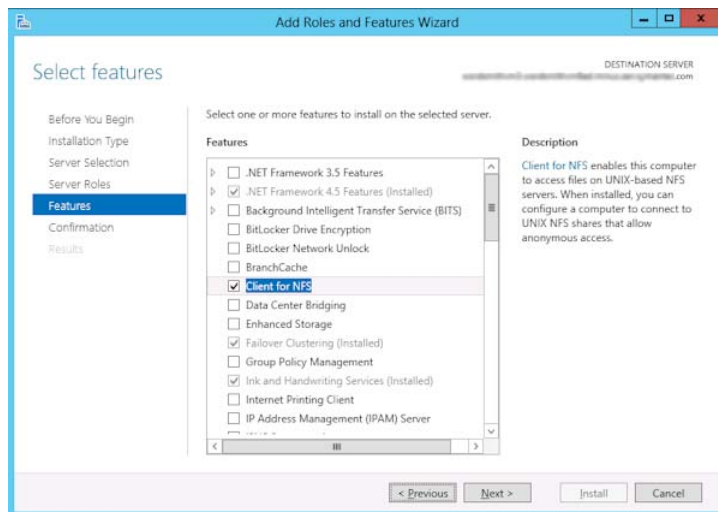 Add Roles and Features Wizard
Select features
DESTINATION SERVER
.com
Before You Begin
Installation Type
Server Selection
Server Roles
Features
Confirmation
Results
Select one or more features to install on the selected server.
Features
.NET Framework 3.5 Features
.NET Framework 4.5 Features (Installed)
Background Intelligent Transfer Service (BITS)
BitLocker Drive Encryption
BitLocker Network Unlock
BranchCache
Client for NFS
Data Center Bridging
Enhanced Storage
Failover Clustering (Installed)
Group Policy Management
Ink and Handwriting Services (Installed)
Internet Printing Client
IP Address Management (IPAM) Server
Description
Client for NFS enables this computer
to access files on UNIX-based NFS
servers. When installed, you can
configure a computer to connect to
UNIX NFS shares that allow
anonymous access.
< Previous
Next >
Install
Cancel